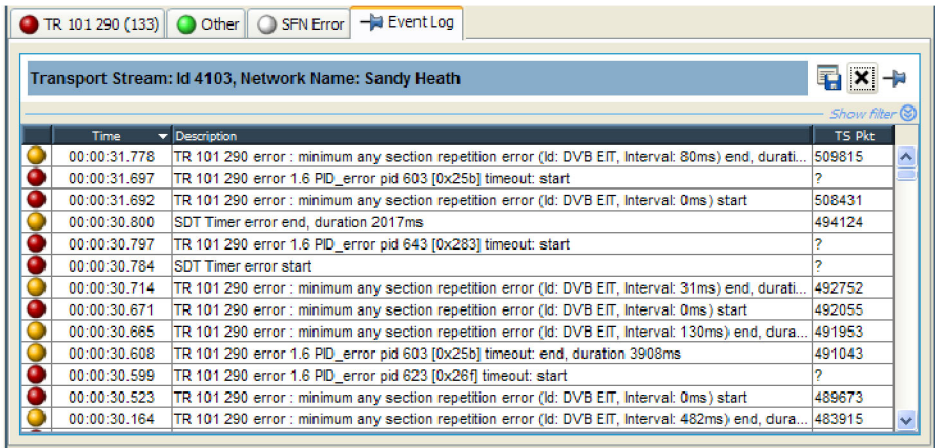 TR 101 290 (133) Other SFN Error Event Log
Transport Stream: Id 4103, Network Name: Sandy Heath
Show filter
Time Description TS Pkt
00:00:31.778 TR 101 290 error : minimum any section repetition error (Id: DVB EIT, Interval: 80ms) end, durati... 509815
00:00:31.697 TR 101 290 error 1.6 PID_error pid 603 [0x25b] timeout: start ?
00:00:31.692 TR 101 290 error : minimum any section repetition error (Id: DVB EIT, Interval: 0ms) start 508431
00:00:30.800 SDT Timer error end, duration 2017ms 494124
00:00:30.797 TR 101 290 error 1.6 PID_error pid 643 [0x283] timeout: start ?
00:00:30.784 SDT Timer error start ?
00:00:30.714 TR 101 290 error : minimum any section repetition error (Id: DVB EIT, Interval: 31ms) end, durati... 492752
00:00:30.671 TR 101 290 error : minimum any section repetition error (Id: DVB EIT, Interval: 0ms) start 492055
00:00:30.665 TR 101 290 error : minimum any section repetition error (Id: DVB EIT, Interval: 130ms) end, dura... 491953
00:00:30.608 TR 101 290 error 1.6 PID_error pid 603 [0x25b] timeout: end, duration 3908ms 491043
00:00:30.599 TR 101 290 error 1.6 PID_error pid 623 [0x26f] timeout: start ?
00:00:30.523 TR 101 290 error : minimum any section repetition error (Id: DVB EIT, Interval: 0ms) start 489673
00:00:30.164 TR 101 290 error : minimum any section repetition error (Id: DVB EIT, Interval: 482ms) end, dura... 483915